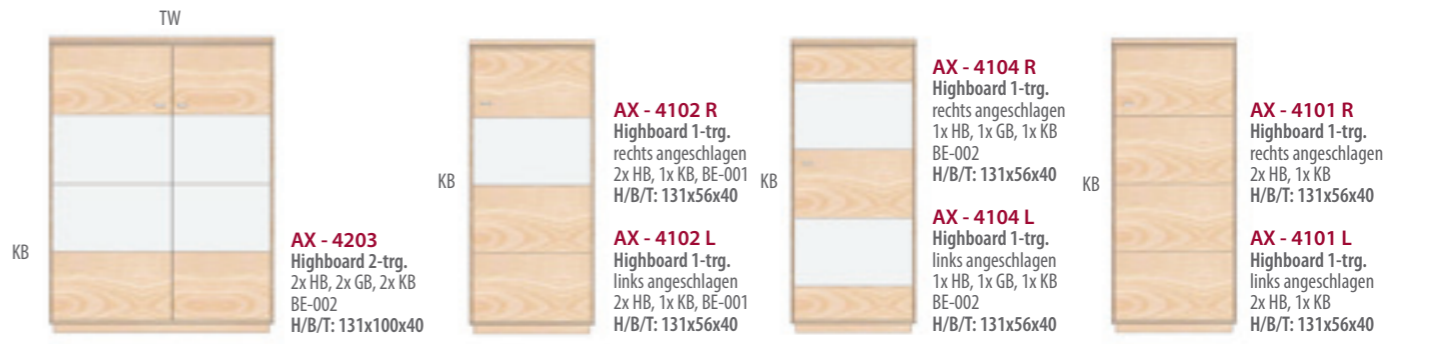 TW
KB
AX - 4203
Highboard 2-trg.
2x HB, 2x GB, 2x KB
BE-002
H/B/T: 131x100x40
KB
AX - 4102 R
Highboard 1-trg.
rechts angeschlagen
2x HB, 1x KB, BE-001
H/B/T: 131x56x40
AX - 4102 L
Highboard 1-trg.
links angeschlagen
2x HB, 1x KB, BE-001
H/B/T: 131x56x40
KB
AX - 4104 R
Highboard 1-trg.
rechts angeschlagen
1x HB, 1x GB, 1x KB
BE-002
H/B/T: 131x56x40
AX - 4104 L
Highboard 1-trg.
links angeschlagen
1x HB, 1x GB, 1x KB
BE-002
H/B/T: 131x56x40
KB
AX - 4101 R
Highboard 1-trg.
rechts angeschlagen
2x HB, 1x KB
H/B/T: 131x56x40
AX - 4101 L
Highboard 1-trg.
links angeschlagen
2x HB, 1x KB
H/B/T: 131x56x40